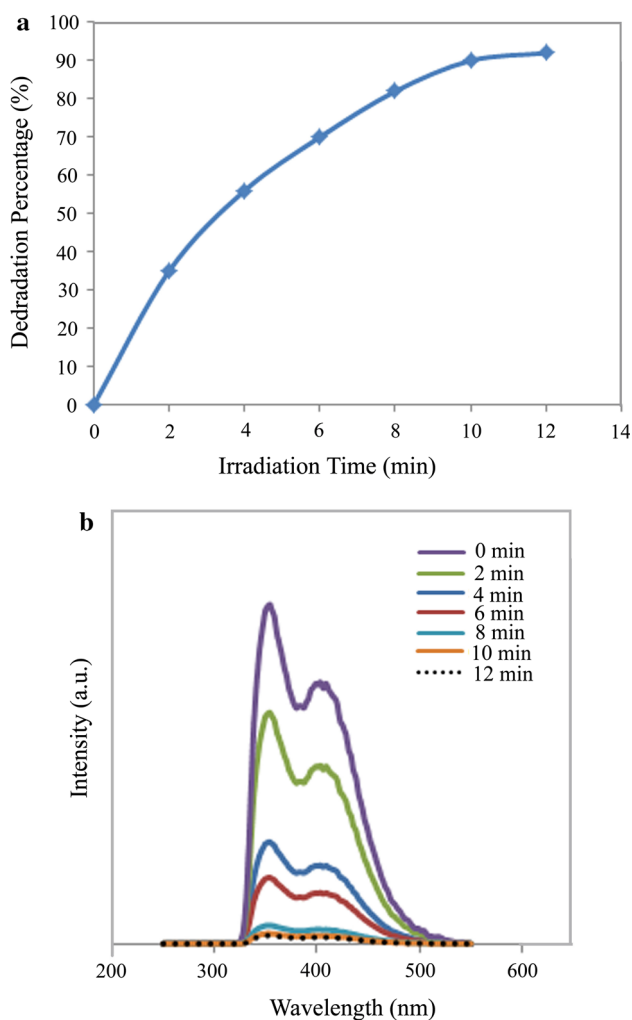 a
100
90
80
70
60
50
40
30
20
10
0
Dedradation Percentage (%)
0 2 4 6 8 10 12 14
Irradiation Time (min)
b
0 min
2 min
4 min
6 min
8 min
10 min
12 min
Intensity (a.u.)
200 300 400 500 600
Wavelength (nm)